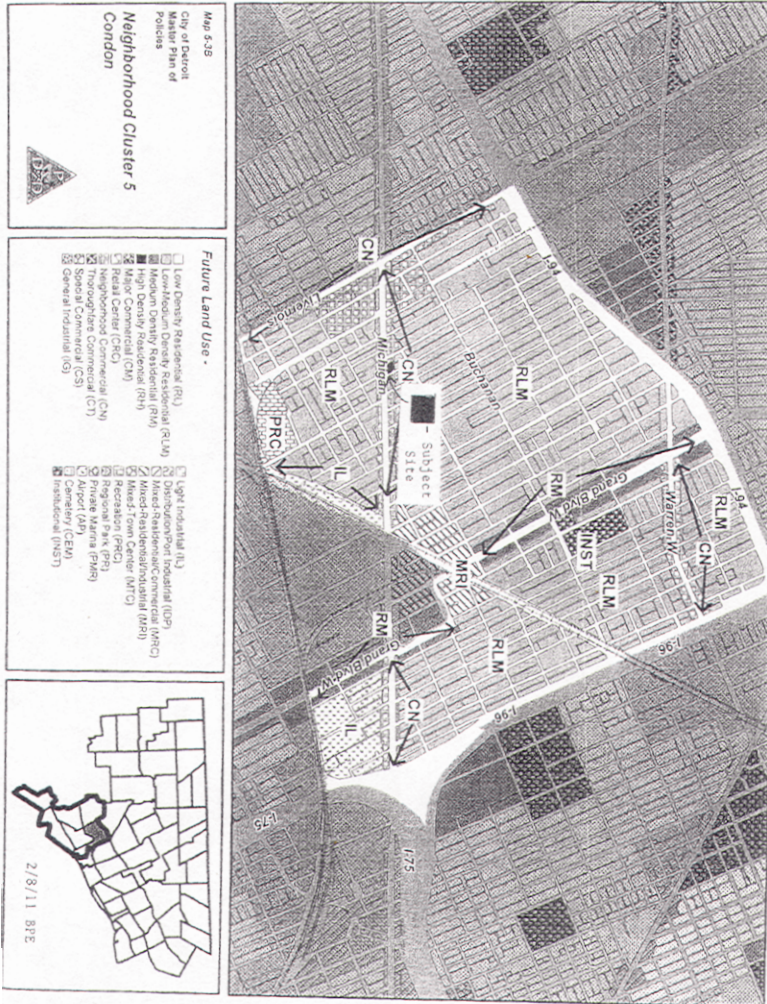 Map 5-3B
City of Detroit
Master Plan of
Policies
Neighborhood Cluster 5
Condon
P
&
DD
Future Land Use -
Low Density Residential (RL)
Low-Medium Density Residential (RLM)
Medium Density Residential (RM)
High Density Residential (RH)
Major Commercial (CM)
Retail Center (CRC)
Neighborhood Commercial (CN)
Thoroughfare Commercial (CT)
Special Commercial (CS)
General Industrial (IG)
Light Industrial (IL)
Distribution/Port Industrial (IDP)
Mixed-Residential/Commercial (MRC)
Mixed-Residential/Industrial (MRI)
Mixed-Town Center (MTC)
Recreation (PRC)
Regional Park (PR)
Private Marina (PMR)
Airport (AP)
Cemetery (CEM)
Institutional (INST)
2/8/11 BPE
I-94
I-94
RLM
Warren-W
CN
RM
Grand Blvd W
INST
RLM
RLM
Buchanan
CN
Livernois
Michigan
CN
- Subject
Site
RLM
PRC
IL
MRI
RM
Grand Blvd-W
RLM
I-96
I-96
CN
IL
I-75
I-75